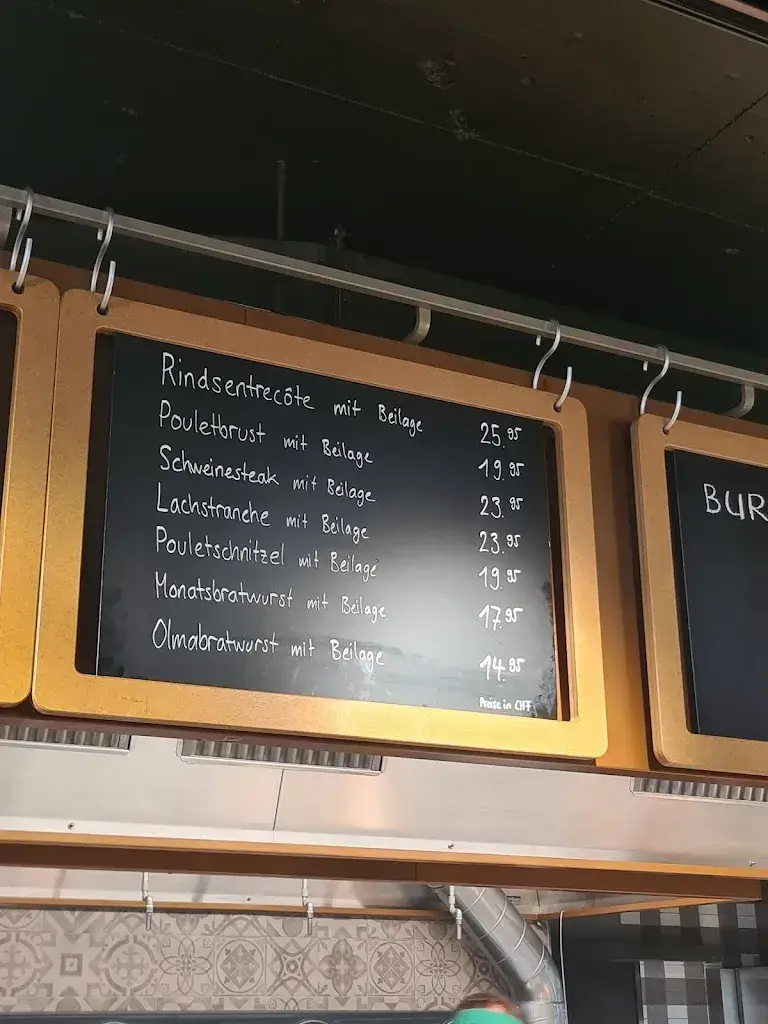 Rindsentrecôte mit Beilage 25.95
Pouletbrust mit Beilage 19.95
Schweinesteak mit Beilage 23.95
Lachstranche mit Beilage 23.95
Pouletschnitzel mit Beilage 19.95
Monatsbratwurst mit Beilage 17.95
Olmabratwurst mit Beilage 14.95
Preise in CHF
BUR